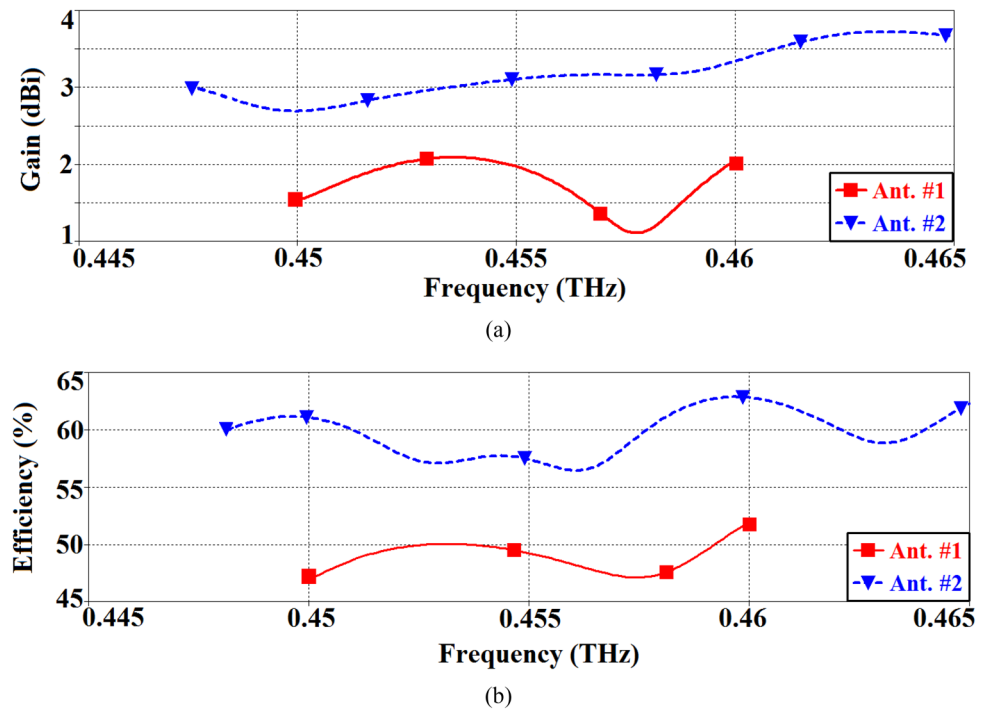 4
3
2
1
Gain (dBi)
Ant. #1
Ant. #2
0.445 0.45 0.455 0.46 0.465
Frequency (THz)
(a)
65
60
55
50
45
Efficiency (%)
Ant. #1
Ant. #2
0.445 0.45 0.455 0.46 0.465
Frequency (THz)
(b)